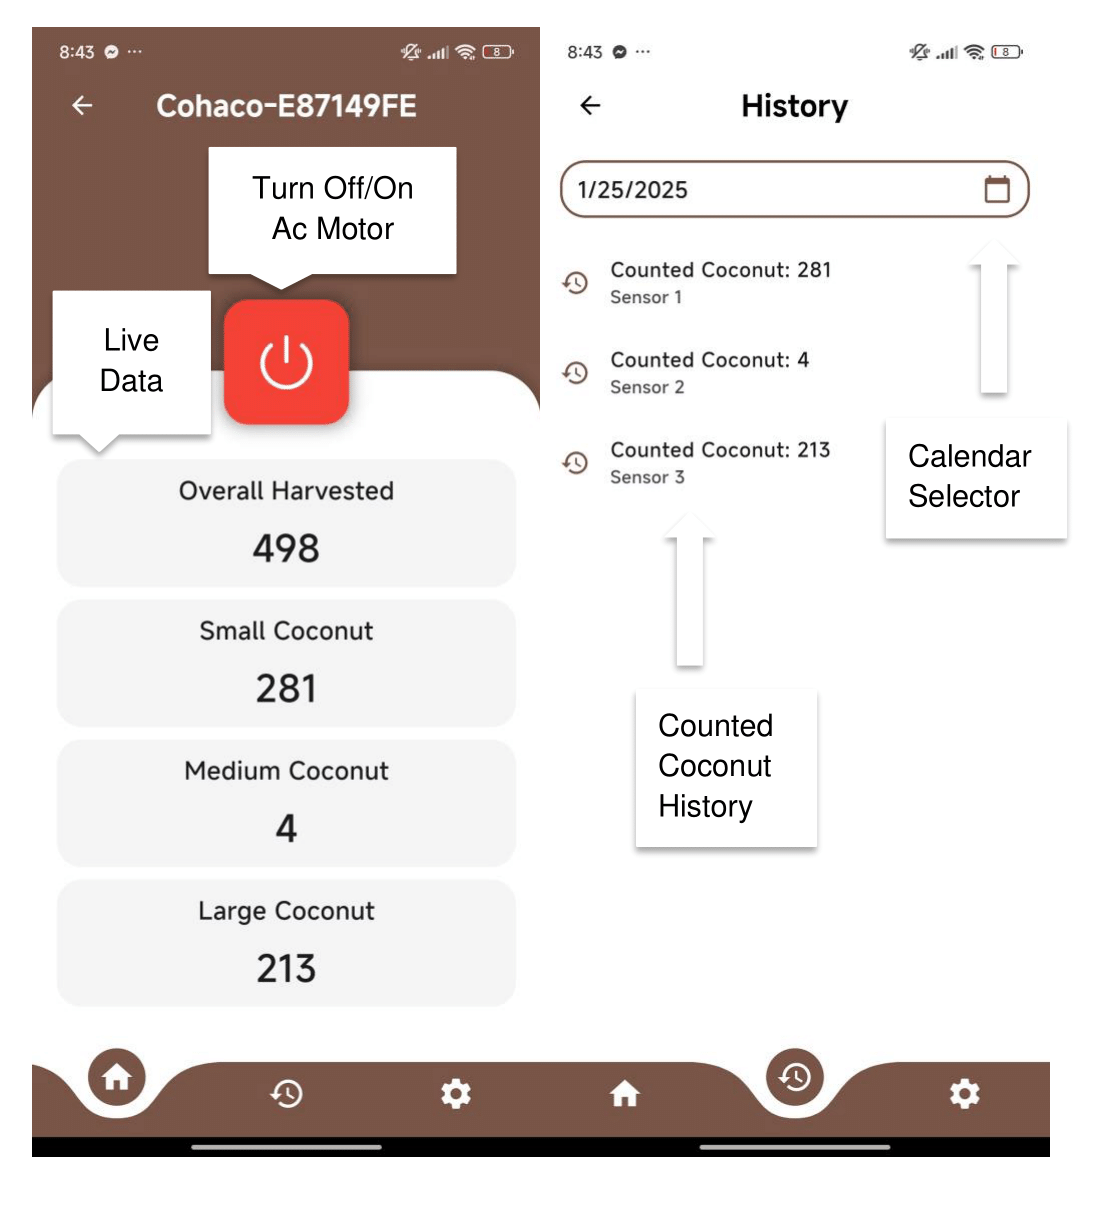 8:43
8
Cohaco-E87149FE
Turn Off/On
Ac Motor
Live
Data
Overall Harvested
498
Small Coconut
281
Medium Coconut
4
Large Coconut
213
8:43
8
History
1/25/2025
Counted Coconut: 281
Sensor 1
Counted Coconut: 4
Sensor 2
Counted Coconut: 213
Sensor 3
Calendar
Selector
Counted
Coconut
History